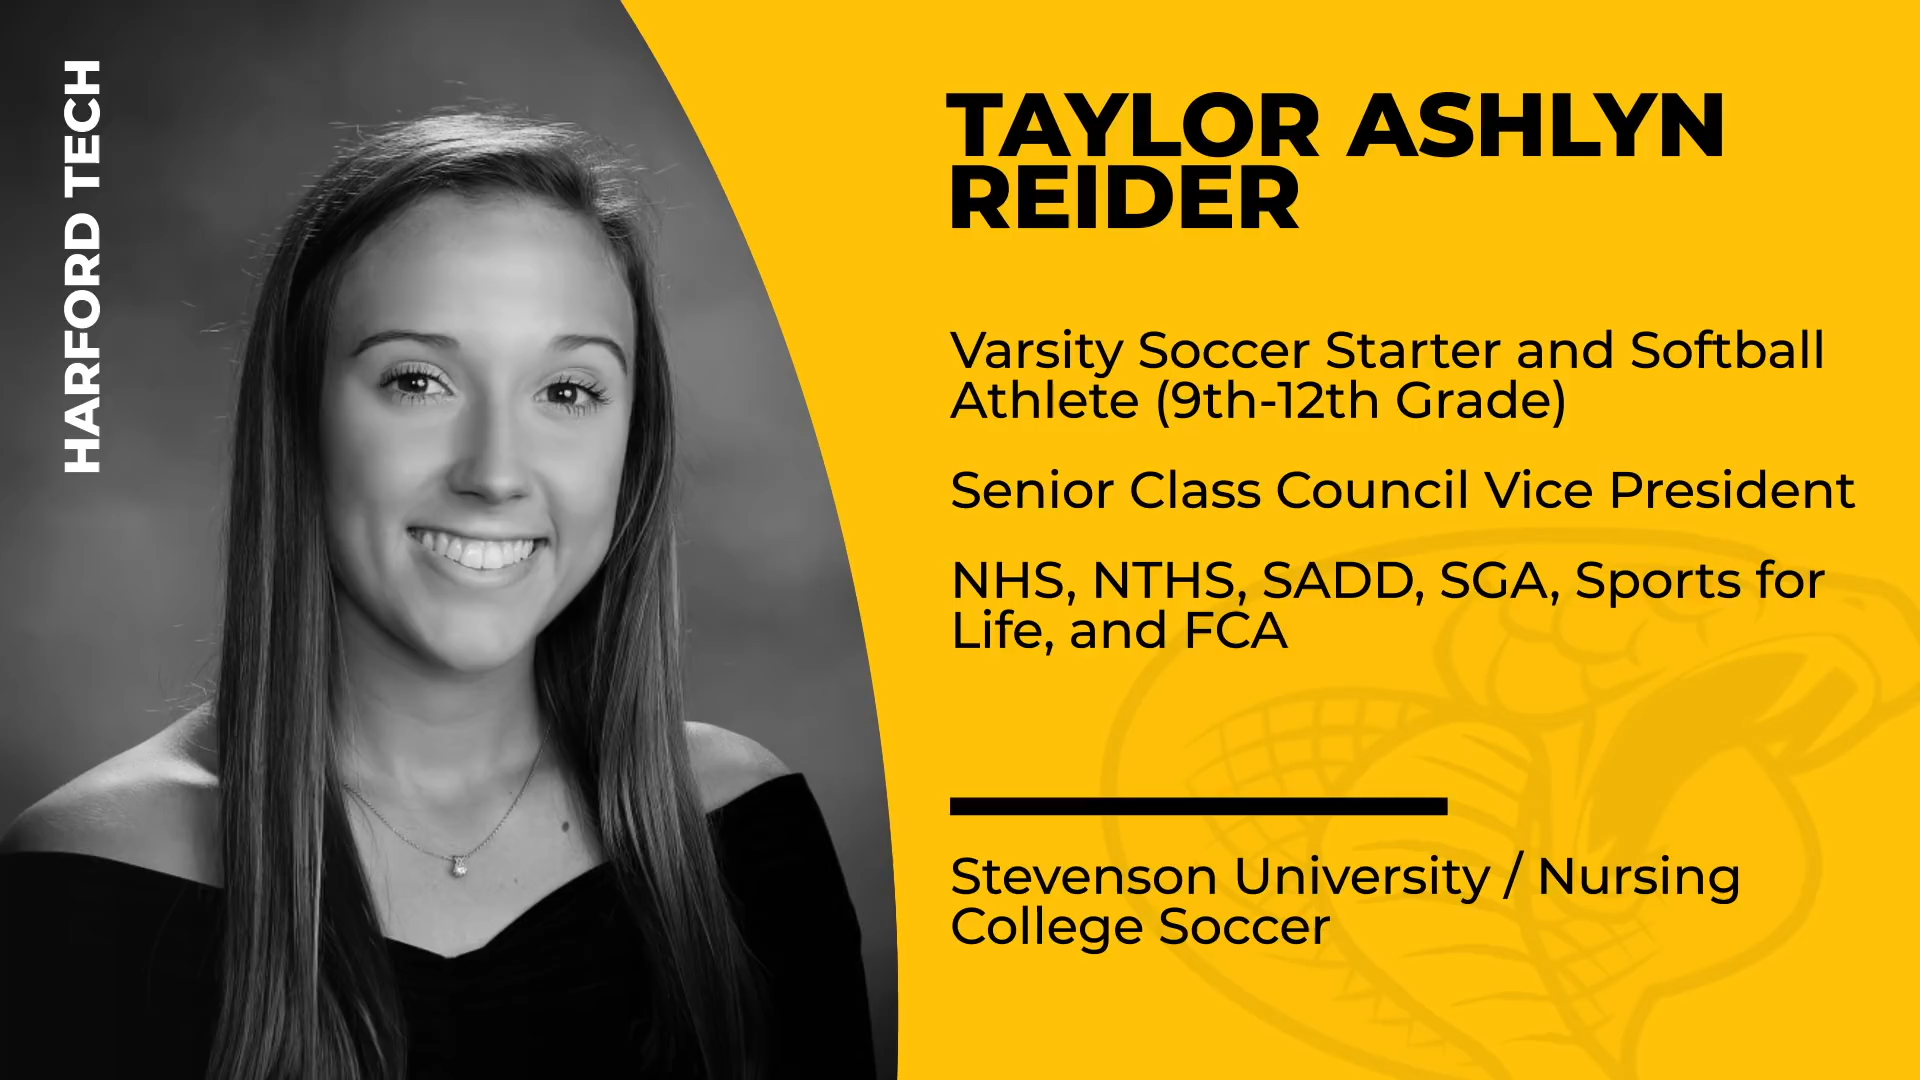 HARFORD TECH
TAYLOR ASHLYN
REIDER
Varsity Soccer Starter and Softball
Athlete (9th-12th Grade)
Senior Class Council Vice President
NHS, NTHS, SADD, SGA, Sports for
Life, and FCA
Stevenson University / Nursing
College Soccer